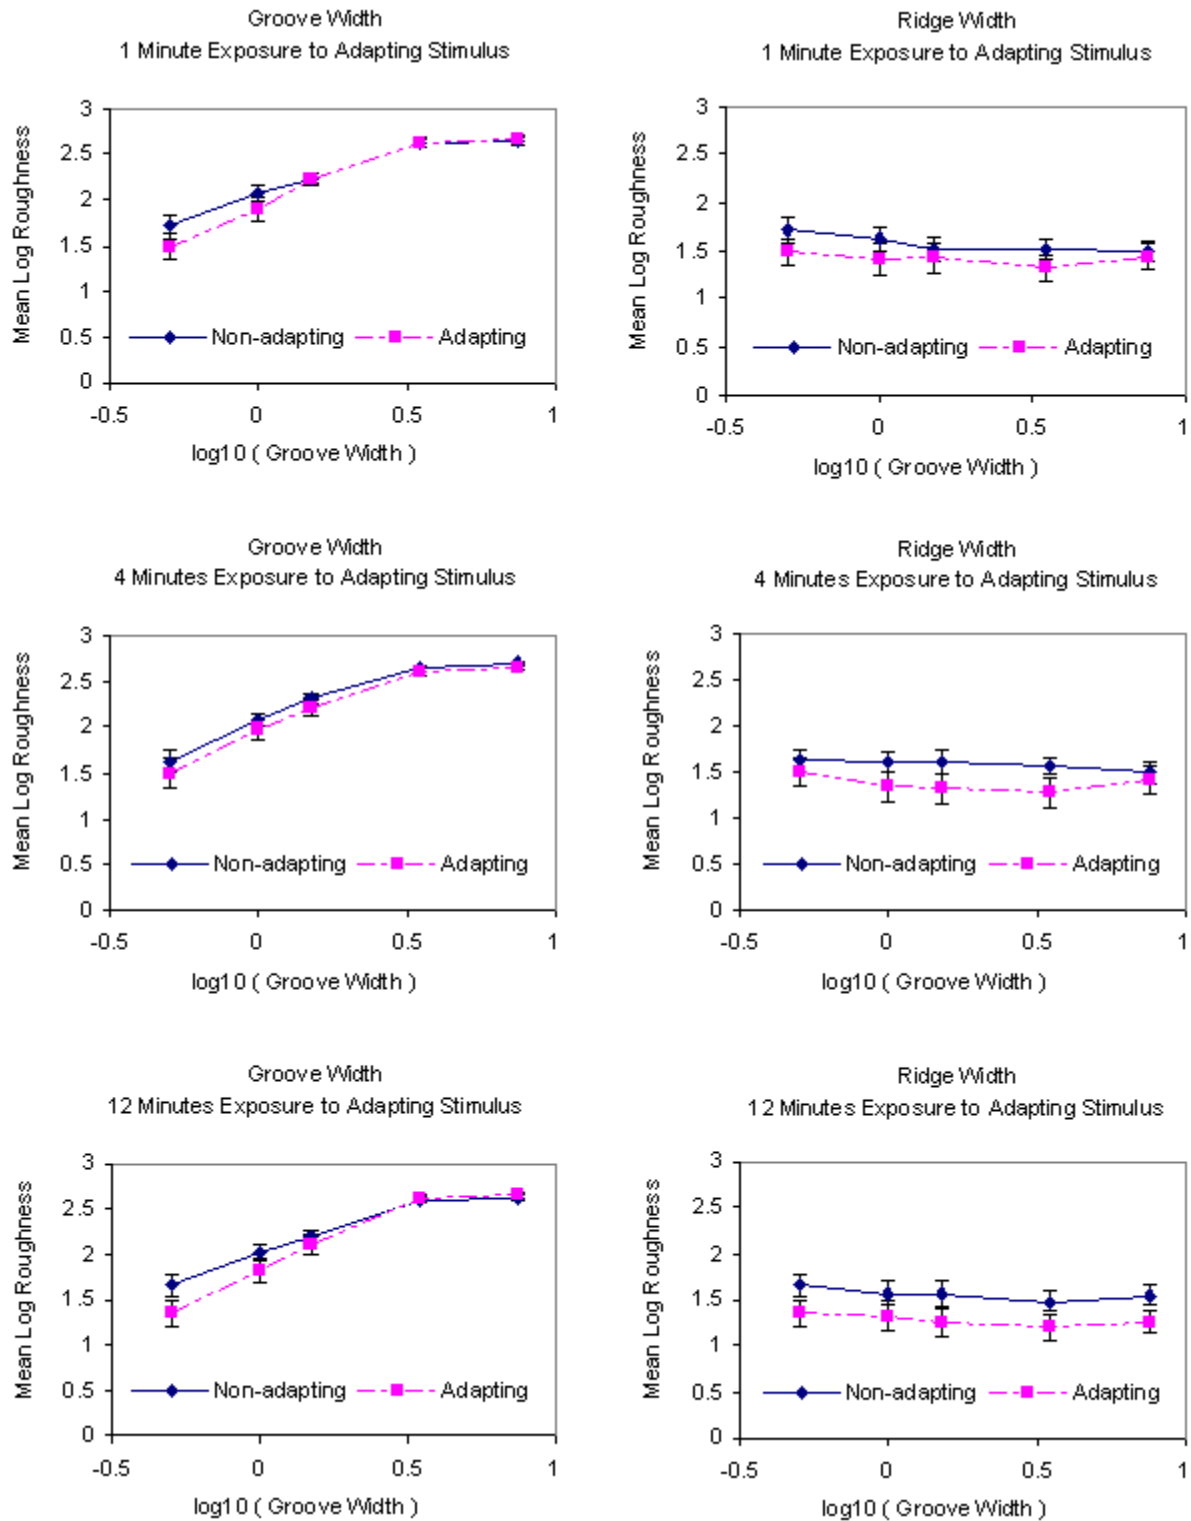 Groove Width
1 Minute Exposure to Adapting Stimulus
3
2.5
2
1.5
1
0.5
0
Mean Log Roughness
Non-adapting
Adapting
-0.5
0
0.5
1
log10 ( Groove Width )
Ridge Width
1 Minute Exposure to Adapting Stimulus
3
2.5
2
1.5
1
0.5
0
Mean Log Roughness
Non-adapting
Adapting
-0.5
0
0.5
1
log10 ( Groove Width )
Groove Width
4 Minutes Exposure to Adapting Stimulus
3
2.5
2
1.5
1
0.5
0
Mean Log Roughness
Non-adapting
Adapting
-0.5
0
0.5
1
log10 ( Groove Width )
Ridge Width
4 Minutes Exposure to Adapting Stimulus
3
2.5
2
1.5
1
0.5
0
Mean Log Roughness
Non-adapting
Adapting
-0.5
0
0.5
1
log10 ( Groove Width )
Groove Width
12 Minutes Exposure to Adapting Stimulus
3
2.5
2
1.5
1
0.5
0
Mean Log Roughness
Non-adapting
Adapting
-0.5
0
0.5
1
log10 ( Groove Width )
Ridge Width
12 Minutes Exposure to Adapting Stimulus
3
2.5
2
1.5
1
0.5
0
Mean Log Roughness
Non-adapting
Adapting
-0.5
0
0.5
1
log10 ( Groove Width )